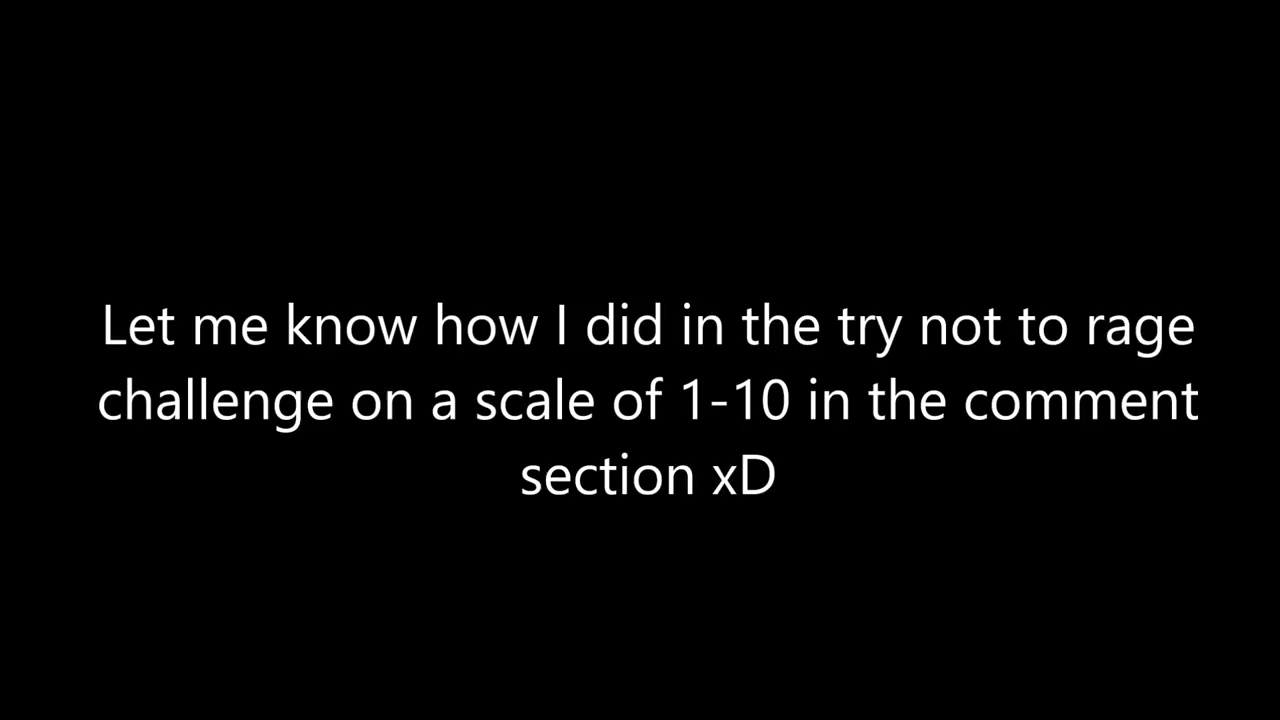 Let me know how I did in the try not to rage
challenge on a scale of 1-10 in the comment
section xD